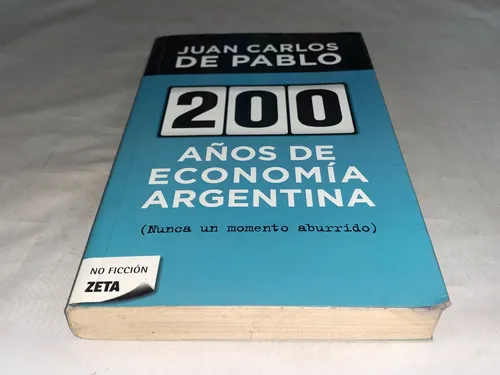 JUAN CARLOS
DE PABLO
200
AÑOS DE
ECONOMÍA
ARGENTINA
(Nunca un momento aburrido)
NO FICCIÓN
ZETA